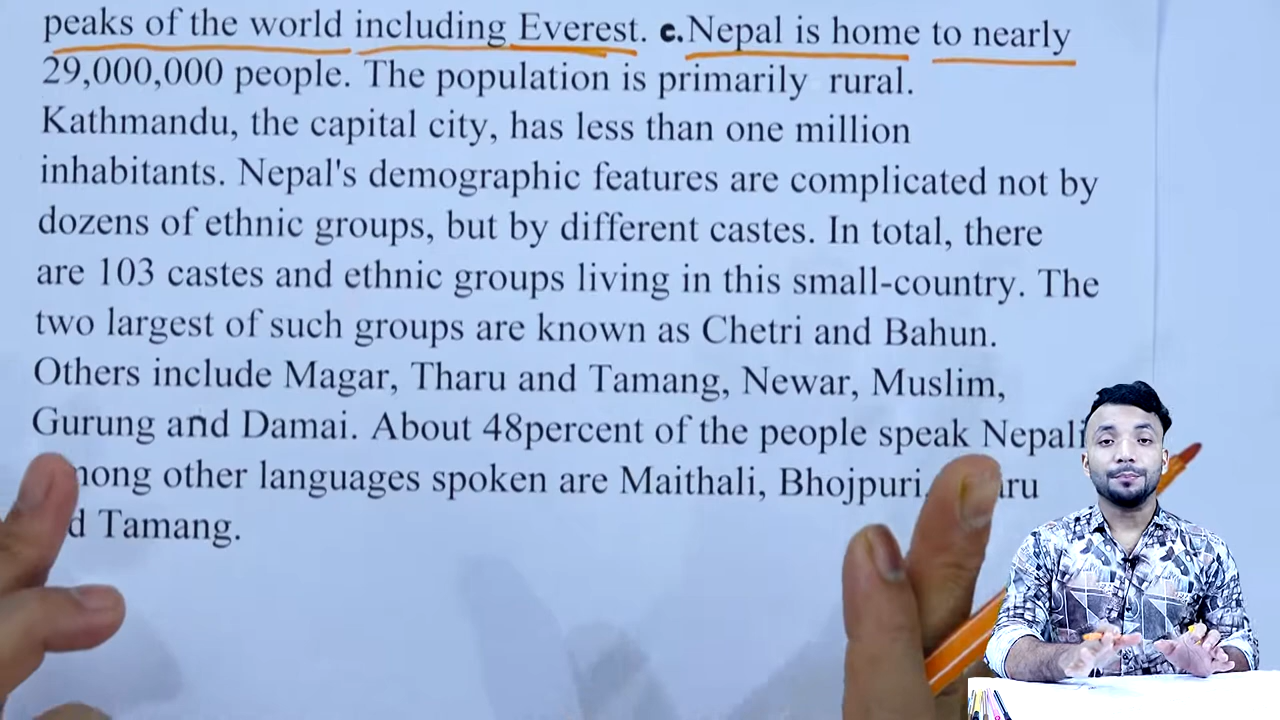 peaks of the world including Everest. c.Nepal is home to nearly
29,000,000 people. The population is primarily rural.
Kathmandu, the capital city, has less than one million
inhabitants. Nepal's demographic features are complicated not by
dozens of ethnic groups, but by different castes. In total, there
are 103 castes and ethnic groups living in this small-country. The
two largest of such groups are known as Chetri and Bahun.
Others include Magar, Tharu and Tamang, Newar, Muslim,
Gurung and Damai. About 48percent of the people speak Nepali
other languages spoken are Maithali, Bhojpuri,
Tamang.